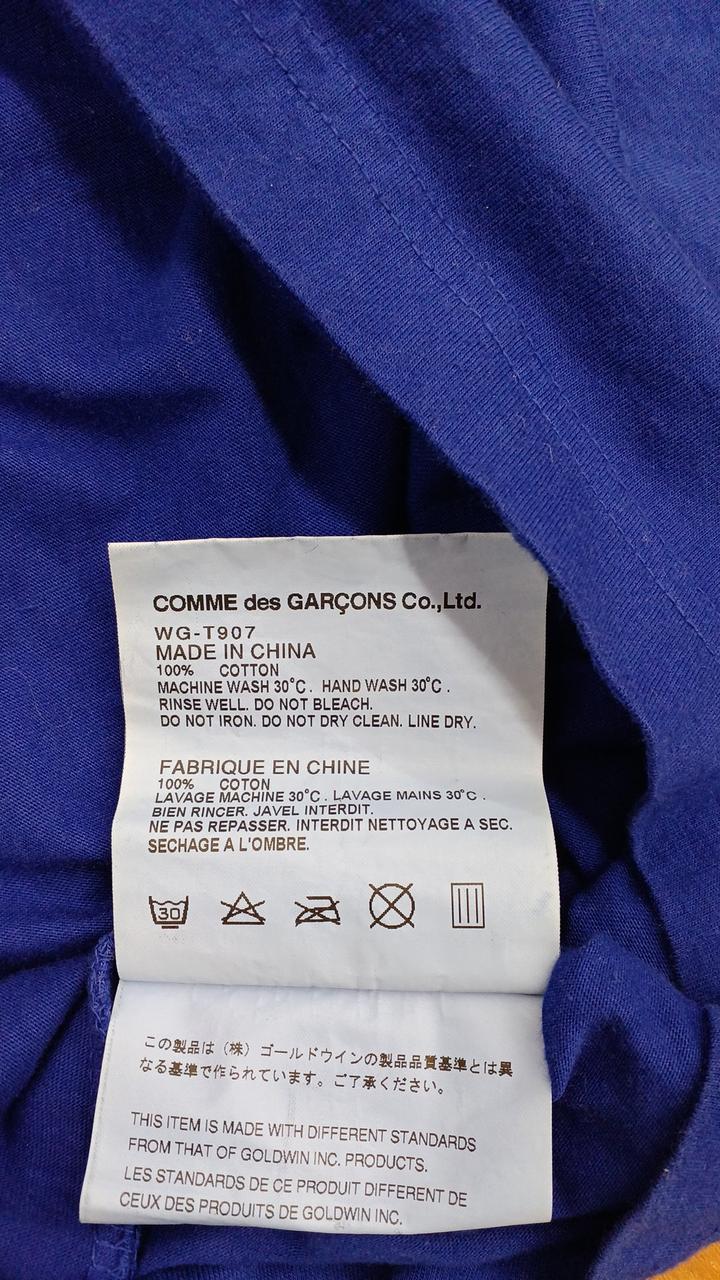 COMME des GARÇONS Co.,Ltd.
WG-T907
MADE IN CHINA
100% COTTON
MACHINE WASH 30°C. HAND WASH 30°C.
RINSE WELL. DO NOT BLEACH.
DO NOT IRON. DO NOT DRY CLEAN. LINE DRY.
FABRIQUE EN CHINE
100% COTON
LAVAGE MACHINE 30°C. LAVAGE MAINS 30°C.
BIEN RINCER. JAVEL INTERDIT.
NE PAS REPASSER. INTERDIT NETTOYAGE A SEC.
SECHAGE A L'OMBRE.
30
この製品は（株）ゴールドウインの製品品質基準とは異
なる基準で作られています。ご了承ください。
THIS ITEM IS MADE WITH DIFFERENT STANDARDS
FROM THAT OF GOLDWIN INC. PRODUCTS.
LES STANDARDS DE CE PRODUIT DIFFERENT DE
CEUX DES PRODUITS DE GOLDWIN INC.